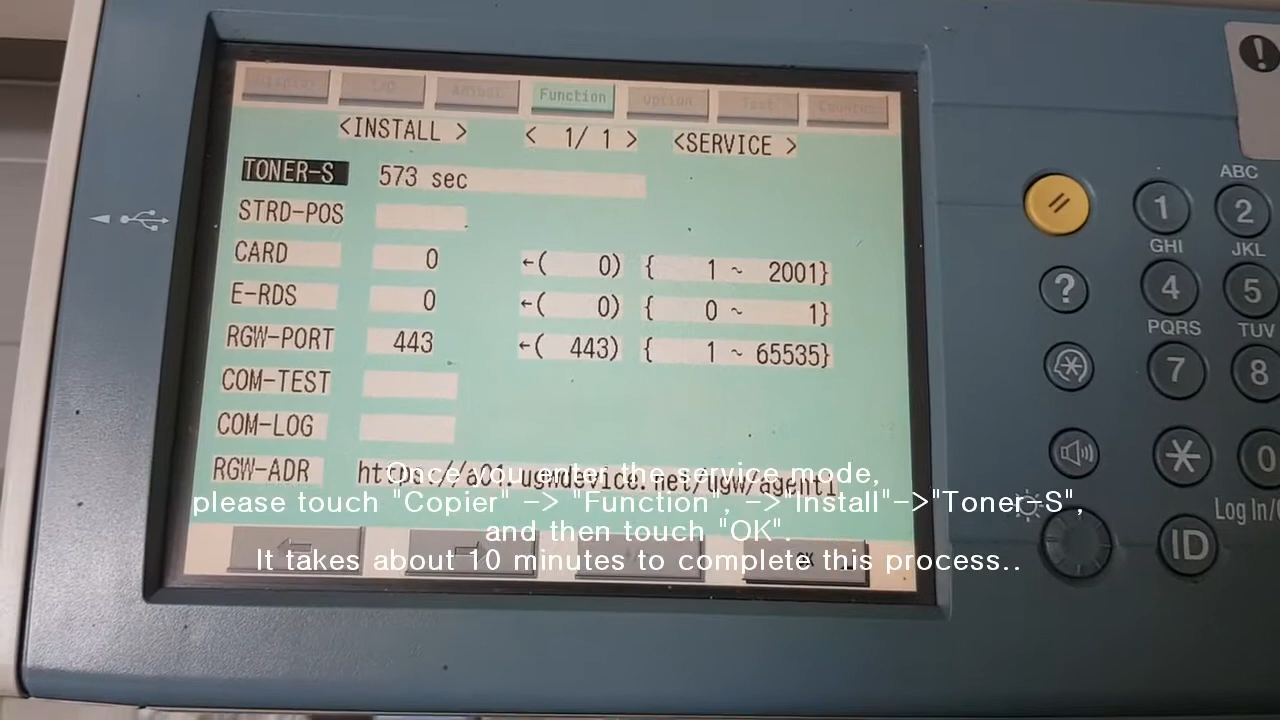 Display I/O Adjust Function Option Test Counter
<INSTALL > < 1/ 1 > <SERVICE >
TONER-S 573 sec
STRD-POS
CARD 0 ←( 0) { 1 ~ 2001}
E-RDS 0 ←( 0) { 0 ~ 1}
RGW-PORT 443 ←( 443) { 1 ~ 65535}
COM-TEST
COM-LOG
RGW-ADR https://a01.ugwdevice.net/ugw/agent1
OK
ABC
1 2
GHI JKL
? 4 5
PQRS TUV
7 8
0
Log In/
ID
Once you enter the service mode,
please touch "Copier" -> "Function", ->"Install"->"Toner-S",
and then touch "OK".
It takes about 10 minutes to complete this process..